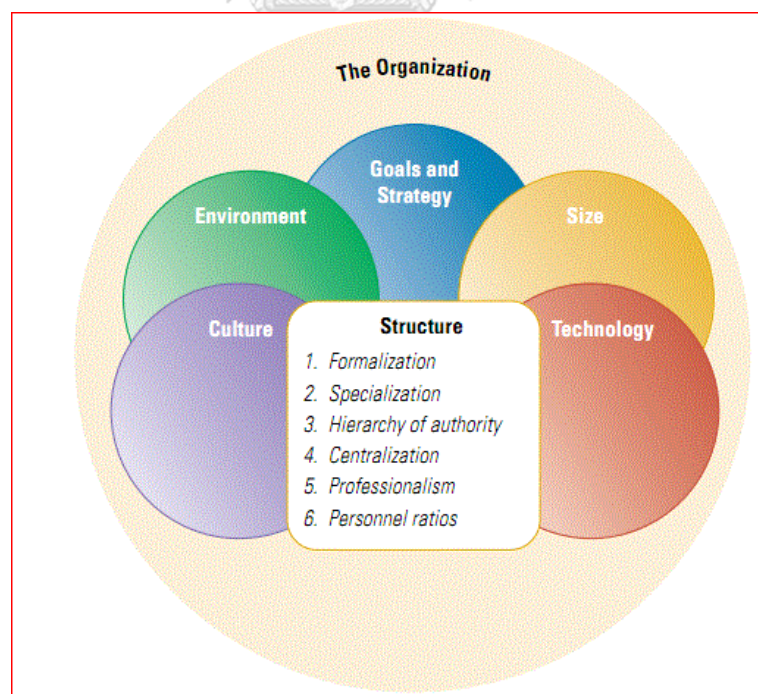 The Organization
Goals and
Strategy
Environment
Size
Culture
Technology
Structure
1. Formalization
2. Specialization
3. Hierarchy of authority
4. Centralization
5. Professionalism
6. Personnel ratios